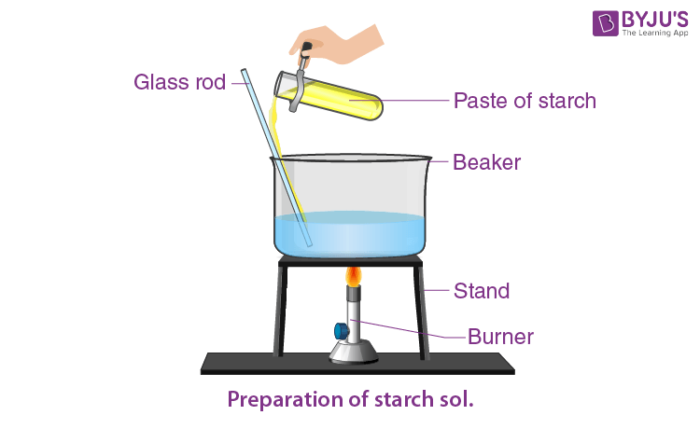 BYJU'S
The Learning App
Glass rod
Paste of starch
Beaker
Stand
Burner
Preparation of starch sol.